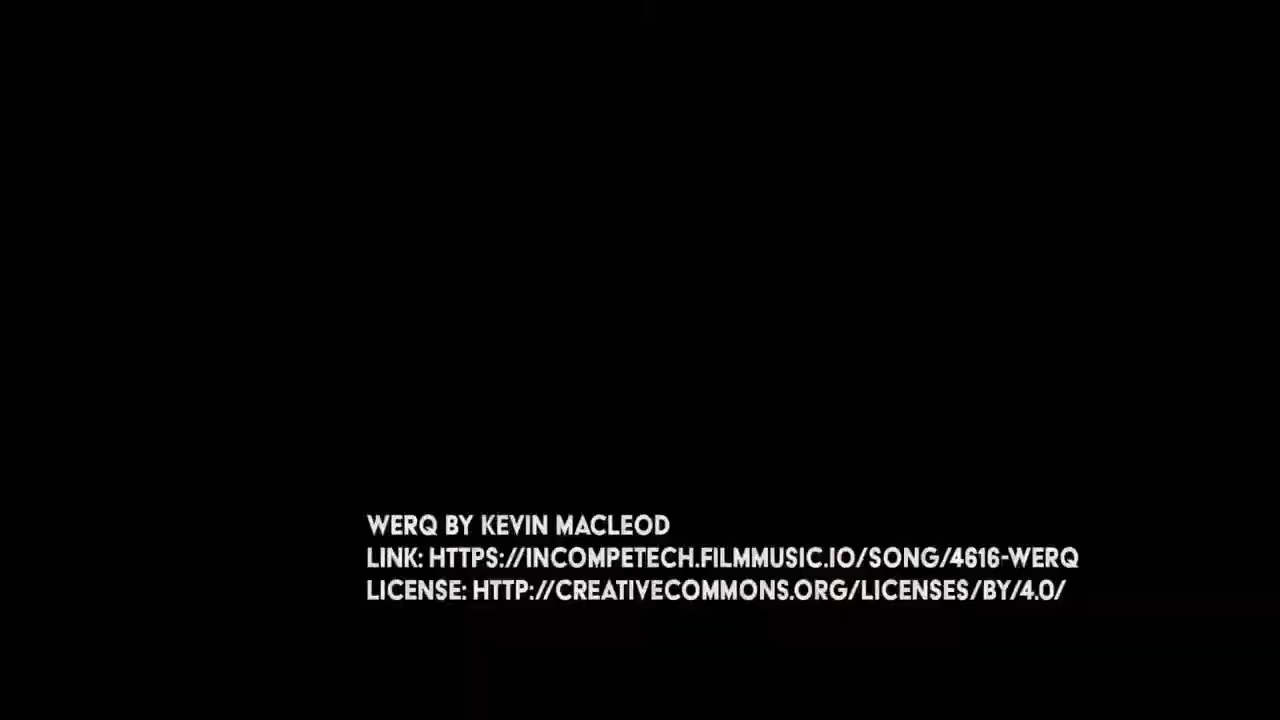 WERQ BY KEVIN MACLEOD
LINK: HTTPS://INCOMPETECH.FILMMUSIC.IO/SONG/4616-WERQ
LICENSE: HTTP://CREATIVECOMMONS.ORG/LICENSES/BY/4.0/